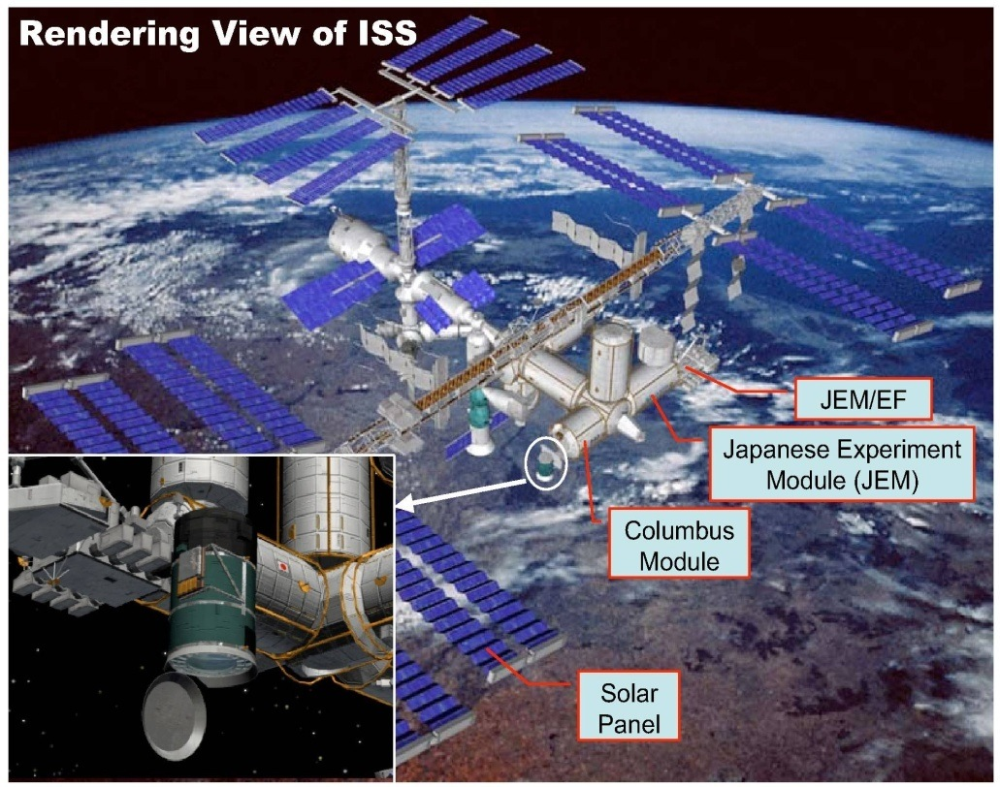 Rendering View of ISS
JEM/EF
Japanese Experiment
Module (JEM)
Columbus
Module
Solar
Panel